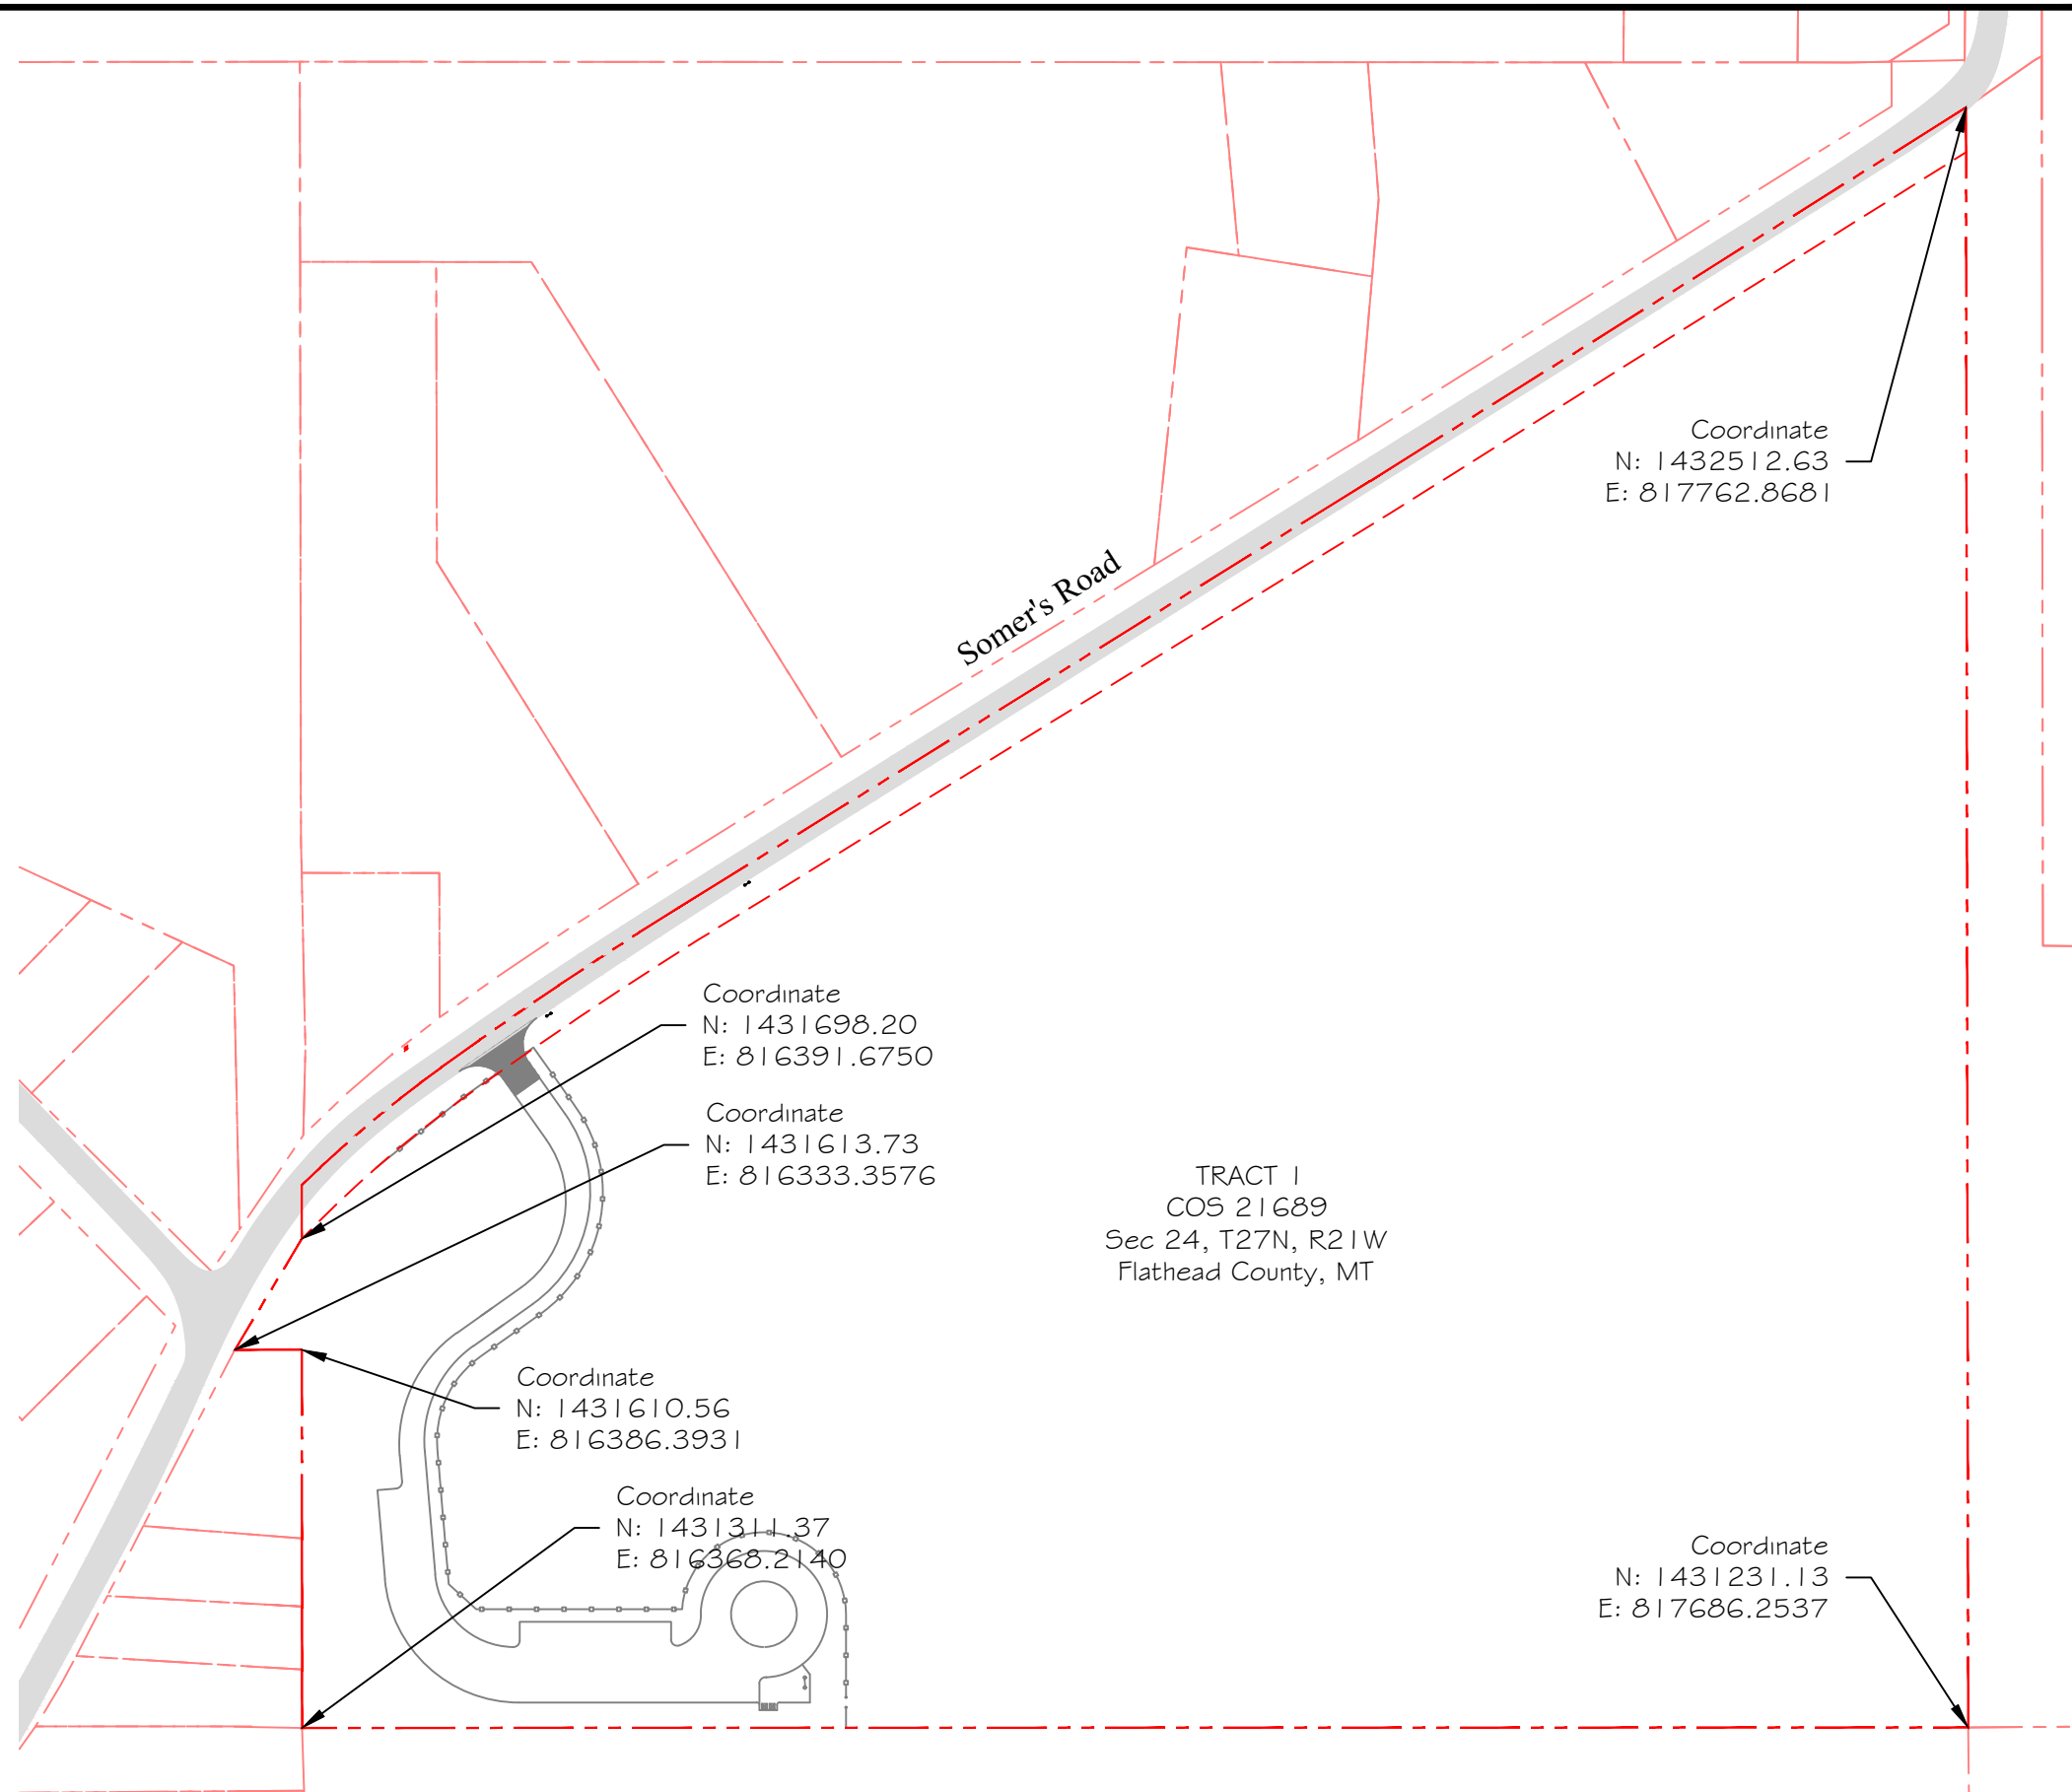 Coordinate
N: 1432512.63
E: 817762.8681
Somer's Road
Coordinate
N: 1431698.20
E: 816391.6750
Coordinate
N: 1431613.73
E: 816333.3576
TRACT 1
COS 21689
Sec 24, T27N, R21W
Flathead County, MT
Coordinate
N: 1431610.56
E: 816386.3931
Coordinate
N: 1431311.37
E: 816368.2140
Coordinate
N: 1431231.13
E: 817686.2537